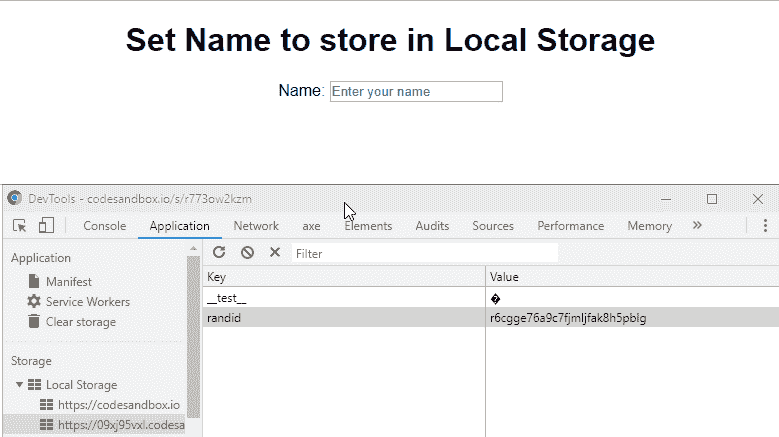 Set Name to store in Local Storage
Name: Enter your name
DevTools - codesandbox.io/s/r773ow2kzm
Console Application Network axe Elements Audits Sources Performance Memory »
Application
Filter
Manifest
Service Workers
Clear storage
Storage
Local Storage
https://codesandbox.io
https://09xj95vxl.codesa
Key Value
__test__ �
randid r6cgge76a9c7fjmljfak8h5pblg